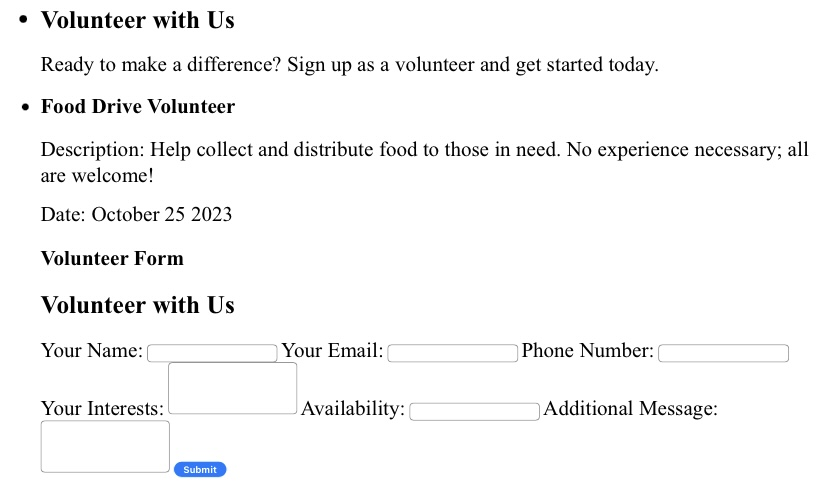 Volunteer with Us
Ready to make a difference? Sign up as a volunteer and get started today.
Food Drive Volunteer
Description: Help collect and distribute food to those in need. No experience necessary; all
are welcome!
Date: October 25 2023
Volunteer Form
Volunteer with Us
Your Name: Your Email: Phone Number:
Your Interests: Availability: Additional Message:
Submit